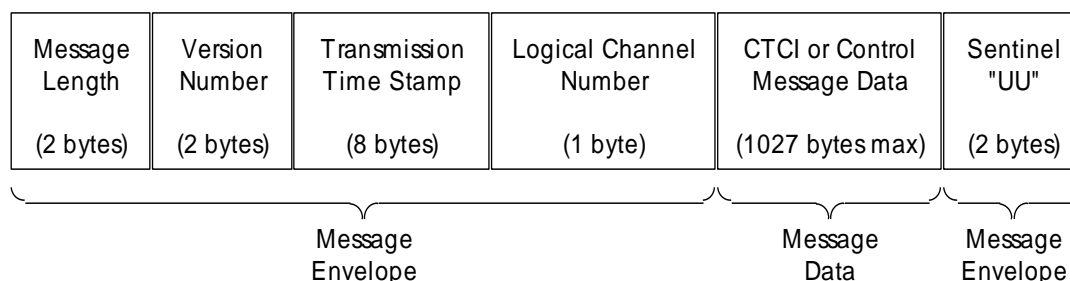 Message Length (2 bytes)
Version Number (2 bytes)
Transmission Time Stamp (8 bytes)
Logical Channel Number (1 byte)
CTCI or Control Message Data (1027 bytes max)
Sentinel "UU" (2 bytes)
Message Envelope
Message Data
Message Envelope